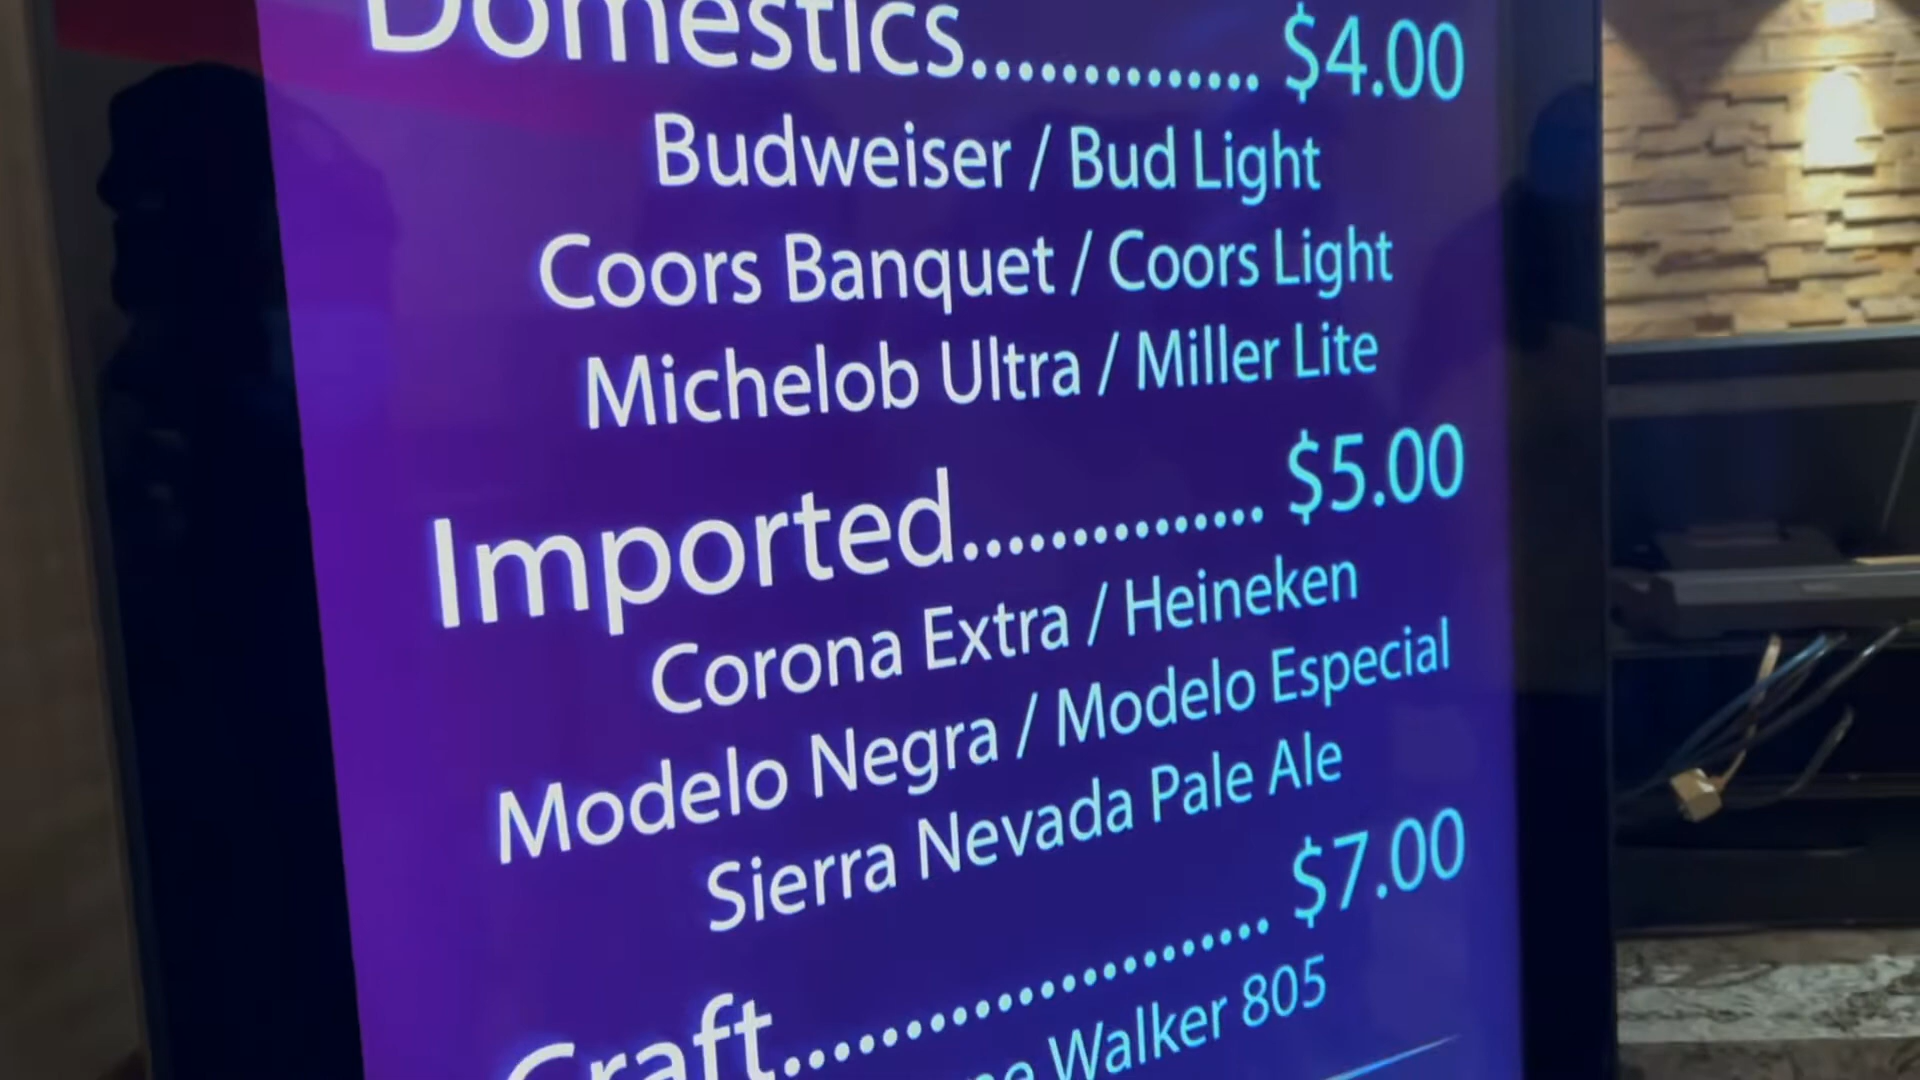 Domestics.............. $4.00
Budweiser / Bud Light
Coors Banquet / Coors Light
Michelob Ultra / Miller Lite
Imported............... $5.00
Corona Extra / Heineken
Modelo Negra / Modelo Especial
Sierra Nevada Pale Ale
Craft........................ $7.00
Walker 805